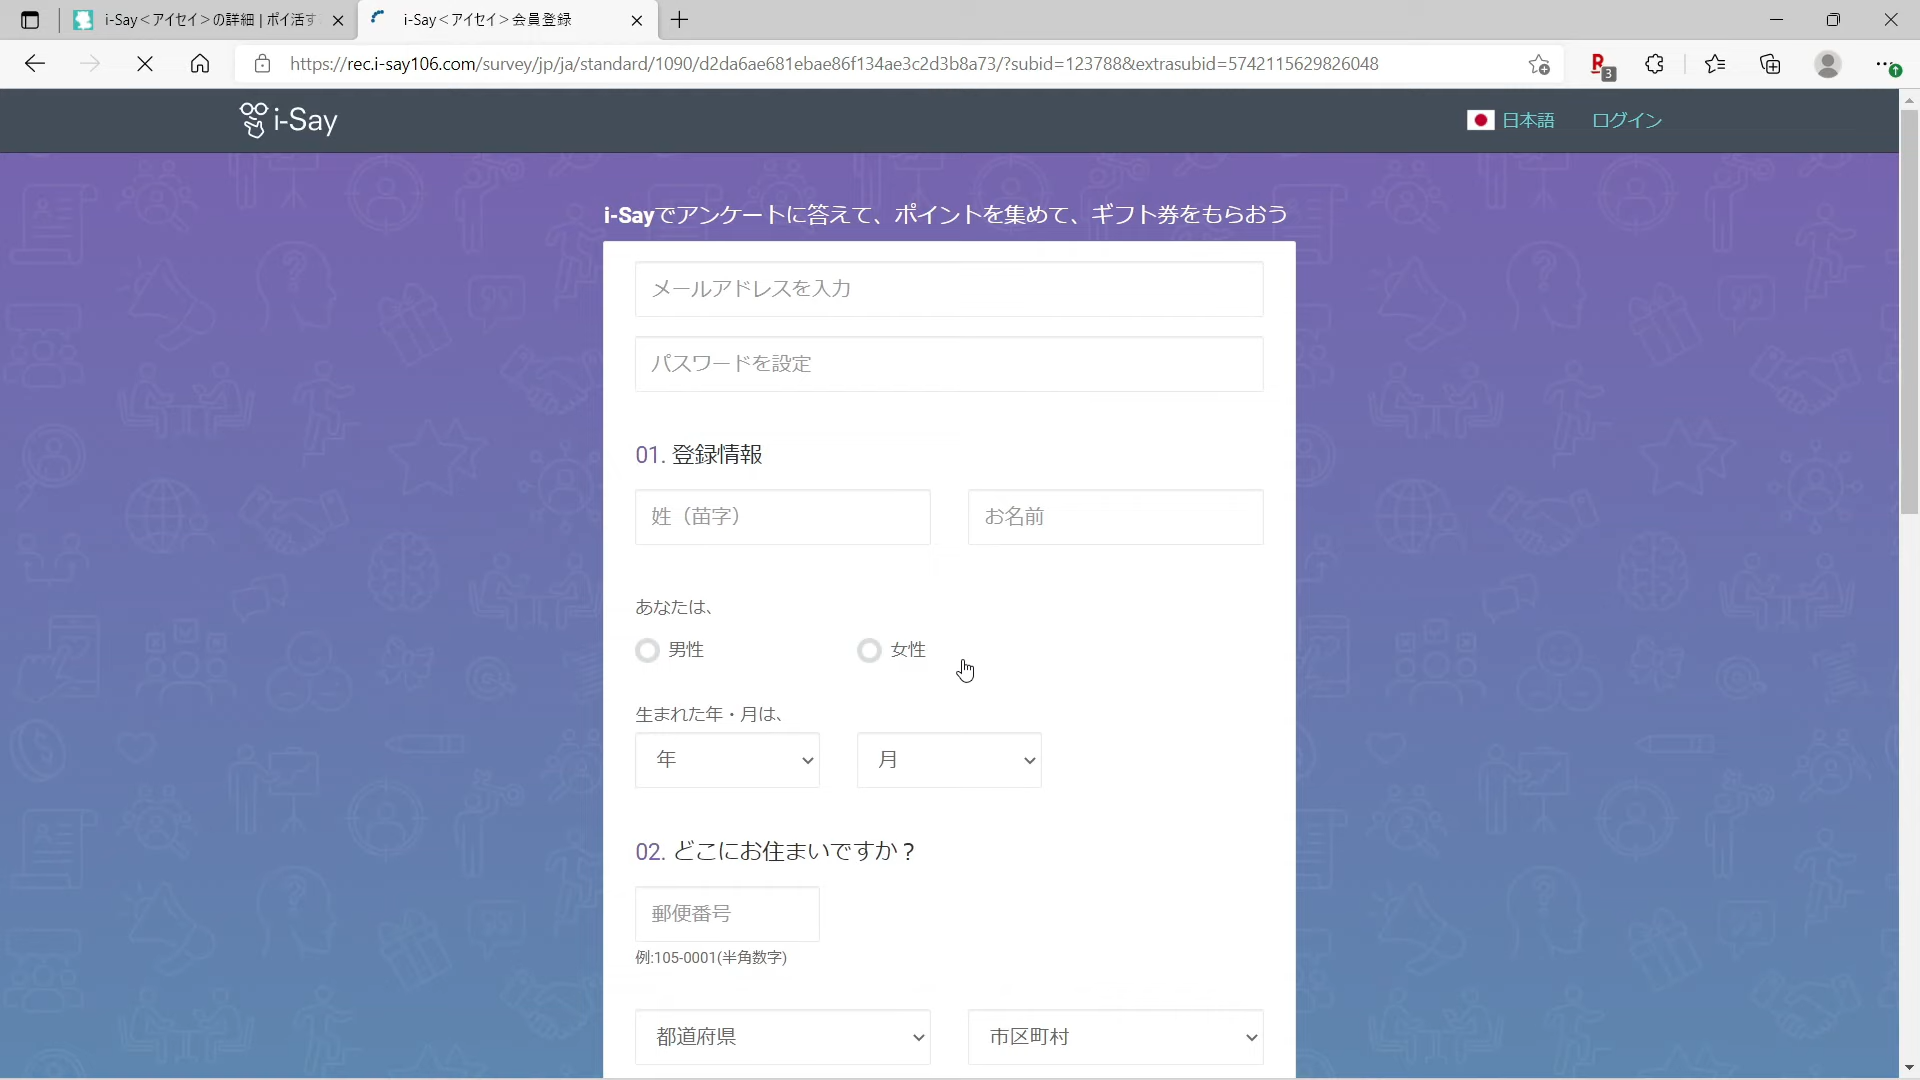 i-Say＜アイセイ＞の詳細 | ポイ活す
i-Say＜アイセイ＞会員登録
https://rec.i-say106.com/survey/jp/ja/standard/1090/d2da6ae681ebae86f134ae3c2d3b8a73/?subid=123788&extrasubid=5742115629826048
R 3
i-Say
日本語
ログイン
i-Sayでアンケートに答えて、ポイントを集めて、ギフト券をもらおう
メールアドレスを入力
パスワードを設定
01. 登録情報
姓（苗字）
お名前
あなたは、
男性
女性
生まれた年・月は、
年
月
02. どこにお住まいですか？
郵便番号
例:105-0001(半角数字)
都道府県
市区町村